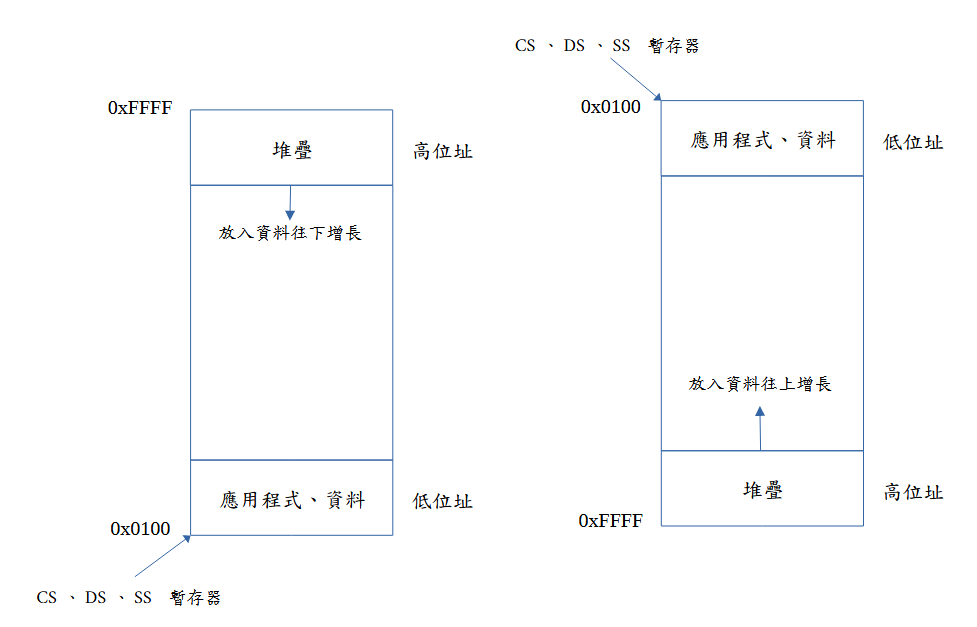 0xFFFF
堆疊
高位址
放入資料往下增長
應用程式、資料
低位址
0x0100
CS 、 DS 、 SS 暫存器
CS 、 DS 、 SS 暫存器
0x0100
應用程式、資料
低位址
放入資料往上增長
堆疊
高位址
0xFFFF